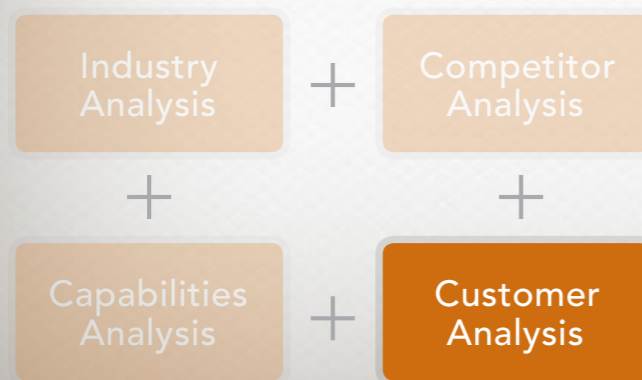 Industry
Analysis
+
Competitor
Analysis
+
+
Capabilities
Analysis
+
Customer
Analysis